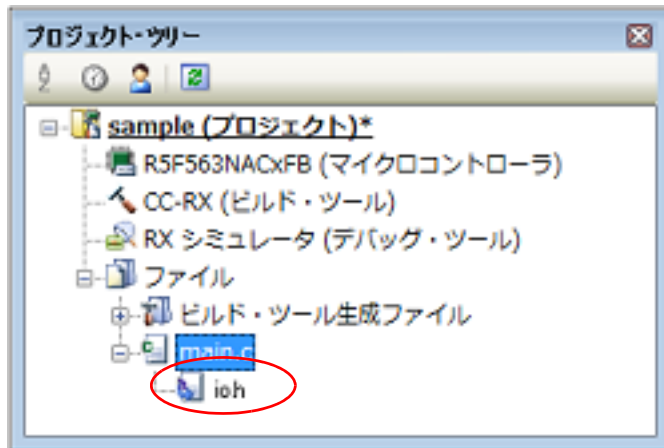 プロジェクト・ツリー
sample (プロジェクト)*
R5F563NACxFB (マイクロコントローラ)
CC-RX (ビルド・ツール)
RX シミュレータ (デバッグ・ツール)
ファイル
ビルド・ツール生成ファイル
main.c
io.h